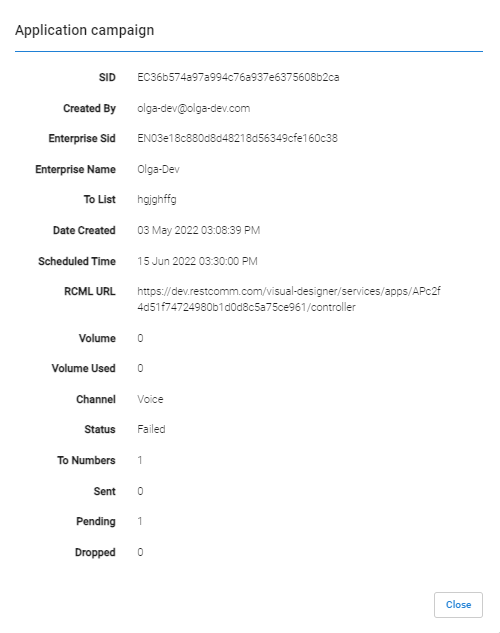 Application campaign
SID EC36b574a97a994c76a937e6375608b2ca
Created By olga-dev@olga-dev.com
Enterprise Sid EN03e18c880d8d48218d56349cfe160c38
Enterprise Name Olga-Dev
To List hgjghffg
Date Created 03 May 2022 03:08:39 PM
Scheduled Time 15 Jun 2022 03:30:00 PM
RCML URL https://dev.restcomm.com/visual-designer/services/apps/APc2f
4d51f74724980b1d0d8c5a75ce961/controller
Volume 0
Volume Used 0
Channel Voice
Status Failed
To Numbers 1
Sent 0
Pending 1
Dropped 0
Close